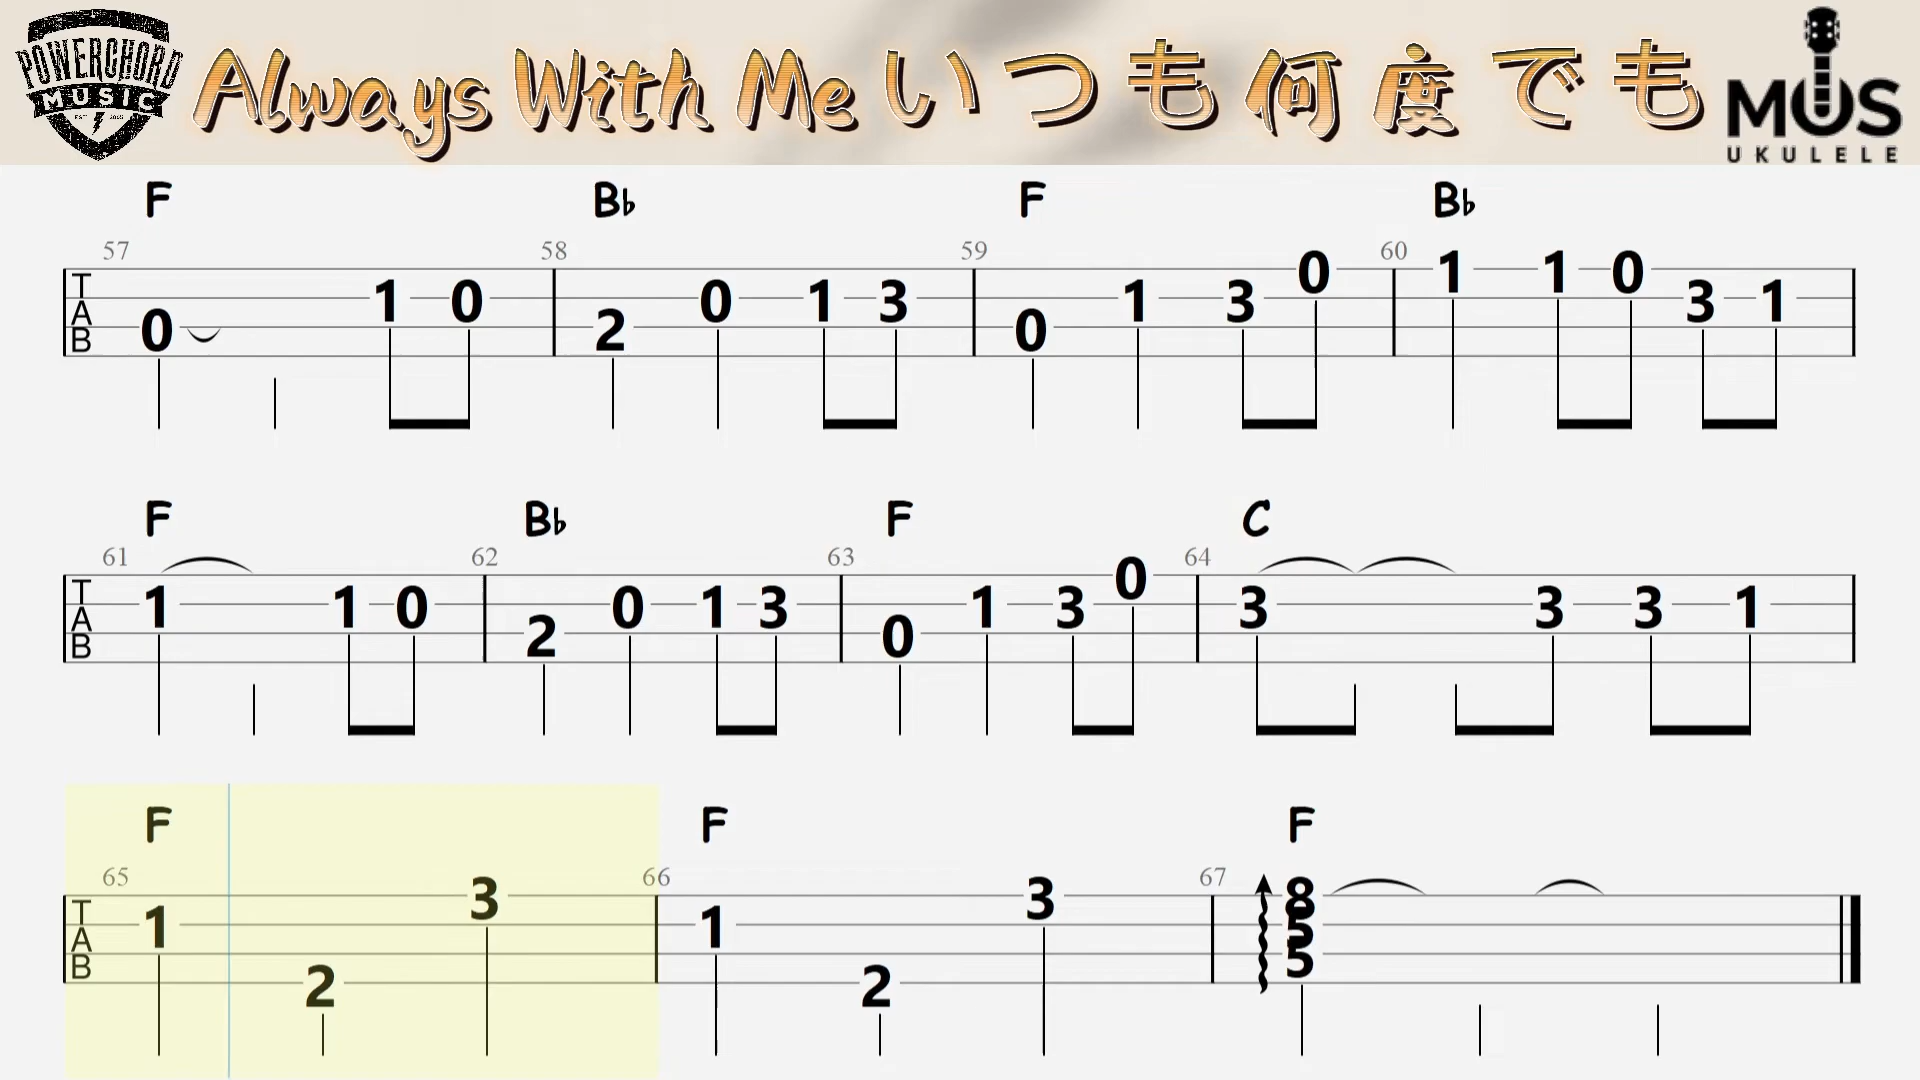 POWERCHORD
MUSIC
EST 2015
Always With Me いつも何度でも
MUS
UKULELE
F B♭ F B♭
57 58 59 60
T A B
0 1 0 2 0 1 3 0 1 3 0 1 1 0 3 1
F B♭ F C
61 62 63 64
T A B
1 1 0 2 0 1 3 0 1 3 0 3 3 3 1
F F F
65 66 67
T A B
1 2 3 1 2 3 8 5 5